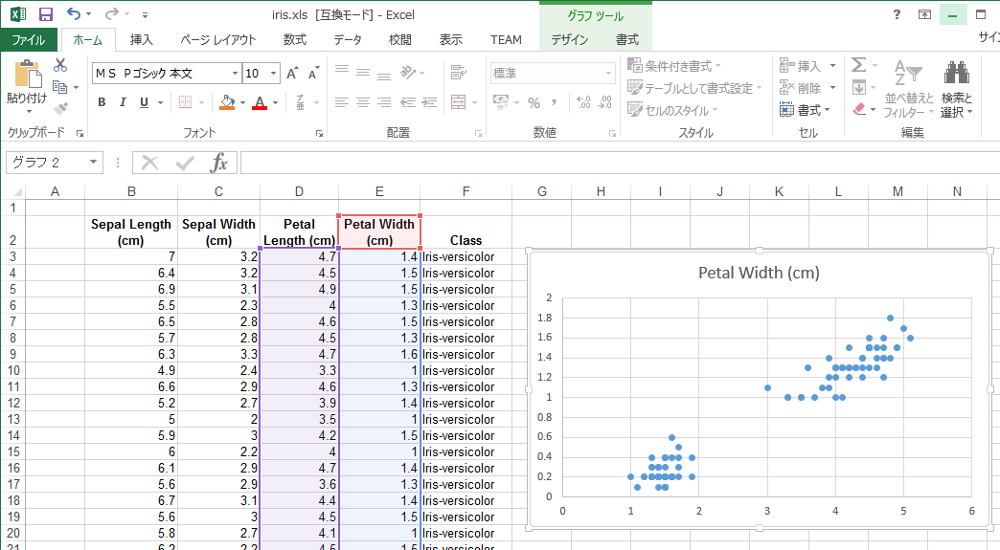 iris.xls [互換モード] - Excel
グラフ ツール
?
ファイル ホーム 挿入 ページ レイアウト 数式 データ 校閲 表示 TEAM デザイン 書式 サイ
貼り付け
クリップボード
ＭＳ Ｐゴシック 本文 10
B I U A
フォント
配置
標準
% ,
数値
条件付き書式
テーブルとして書式設定
セルのスタイル
スタイル
挿入
削除
書式
セル
並べ替えと
フィルター
検索と
選択
編集
グラフ 2 fx
A B C D E F G H I J K L M N
1
2 Sepal Length (cm) Sepal Width (cm) Petal Length (cm) Petal Width (cm) Class
3 7 3.2 4.7 1.4 Iris-versicolor
4 6.4 3.2 4.5 1.5 Iris-versicolor
5 6.9 3.1 4.9 1.5 Iris-versicolor
6 5.5 2.3 4 1.3 Iris-versicolor
7 6.5 2.8 4.6 1.5 Iris-versicolor
8 5.7 2.8 4.5 1.3 Iris-versicolor
9 6.3 3.3 4.7 1.6 Iris-versicolor
10 4.9 2.4 3.3 1 Iris-versicolor
11 6.6 2.9 4.6 1.3 Iris-versicolor
12 5.2 2.7 3.9 1.4 Iris-versicolor
13 5 2 3.5 1 Iris-versicolor
14 5.9 3 4.2 1.5 Iris-versicolor
15 6 2.2 4 1 Iris-versicolor
16 6.1 2.9 4.7 1.4 Iris-versicolor
17 5.6 2.9 3.6 1.3 Iris-versicolor
18 6.7 3.1 4.4 1.4 Iris-versicolor
19 5.6 3 4.5 1.5 Iris-versicolor
20 5.8 2.7 4.1 1 Iris-versicolor
21 6.2 2.2 4.5 1.5 Iris-versicolor
Petal Width (cm)
2
1.8
1.6
1.4
1.2
1
0.8
0.6
0.4
0.2
0
0 1 2 3 4 5 6